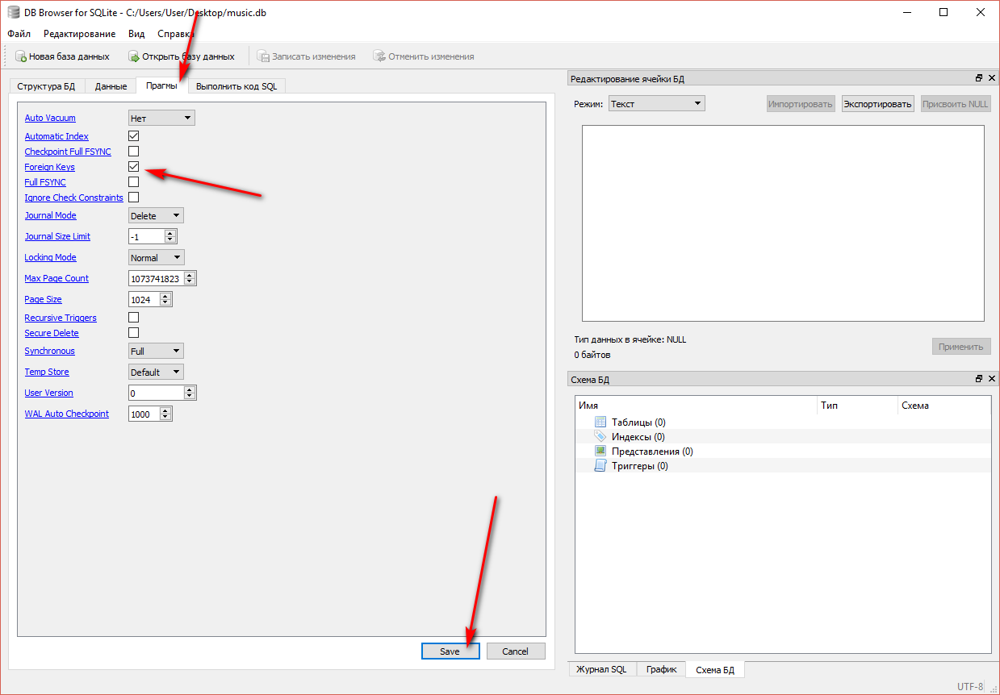 DB Browser for SQLite - C:/Users/User/Desktop/music.db
Файл Редактирование Вид Справка
Новая база данных Открыть базу данных Записать изменения Отменить изменения
Структура БД Данные Прагмы Выполнить код SQL
Auto Vacuum Нет
Automatic Index
Checkpoint Full FSYNC
Foreign Keys
Full FSYNC
Ignore Check Constraints
Journal Mode Delete
Journal Size Limit -1
Locking Mode Normal
Max Page Count 1073741823
Page Size 1024
Recursive Triggers
Secure Delete
Synchronous Full
Temp Store Default
User Version 0
WAL Auto Checkpoint 1000
Save Cancel
Редактирование ячейки БД
Режим: Текст Импортировать Экспортировать Присвоить NULL
Тип данных в ячейке: NULL
0 байтов
Применить
Схема БД
Имя Тип Схема
Таблицы (0)
Индексы (0)
Представления (0)
Триггеры (0)
Журнал SQL График Схема БД
UTF-8